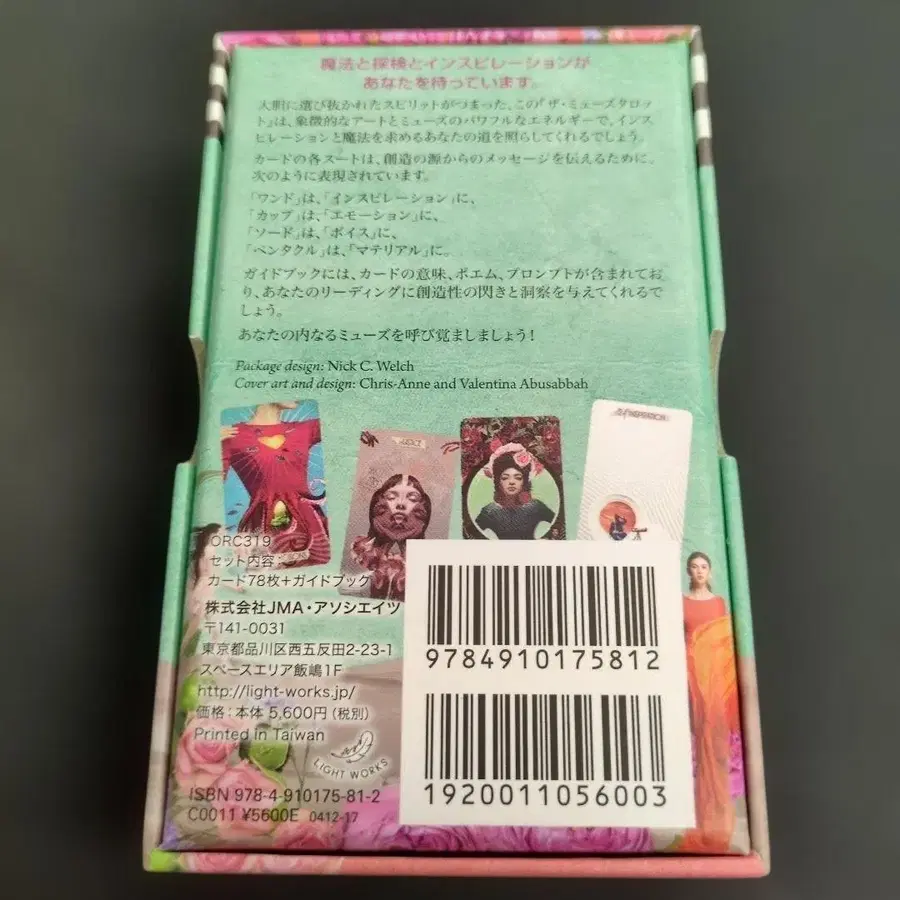 魔法と探検とインスピレーションが
あなたを待っています。
大胆に選び抜かれたスピリットがつまった、この『ザ・ミューズタロッ
ト』は、象徴的なアートとミューズのパワフルなエネルギーで、インス
ピレーションと魔法を求めるあなたの道を照らしてくれるでしょう。
カードの各スートは、創造の源からのメッセージを伝えるために、
次のように表現されています。
「ワンド」は、「インスピレーション」に、
「カップ」は、「エモーション」に、
「ソード」は、「ボイス」に、
「ペンタクル」は、「マテリアル」に。
ガイドブックには、カードの意味、ポエム、プロンプトが含まれてお
り、あなたのリーディングに創造性の閃きと洞察を与えてくれるで
しょう。
あなたの内なるミューズを呼び覚ましましょう!
Package design: Nick C. Welch
Cover art and design: Chris-Anne and Valentina Abusabbah
ORC319
セット内容:
カード78枚+ガイドブック
株式会社JMA・アソシエイツ
〒141-0031
東京都品川区西五反田2-23-1
スペースエリア飯嶋1F
http://light-works.jp/
価格:本体 5,600円(税別)
Printed in Taiwan
LIGHT WORKS
ISBN 978-4-910175-81-2
C0011 ¥5600E 0412-17
9784910175812
1920011056003